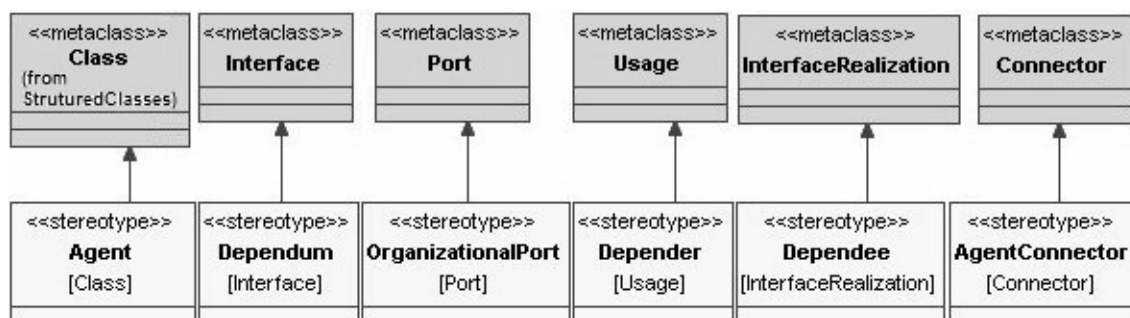 <<metaclass>>
Class
(from
StruturedClasses)
<<metaclass>>
Interface
<<metaclass>>
Port
<<metaclass>>
Usage
<<metaclass>>
InterfaceRealization
<<metaclass>>
Connector
<<stereotype>>
Agent
[Class]
<<stereotype>>
Dependum
[Interface]
<<stereotype>>
OrganizationalPort
[Port]
<<stereotype>>
Depender
[Usage]
<<stereotype>>
Dependee
[InterfaceRealization]
<<stereotype>>
AgentConnector
[Connector]